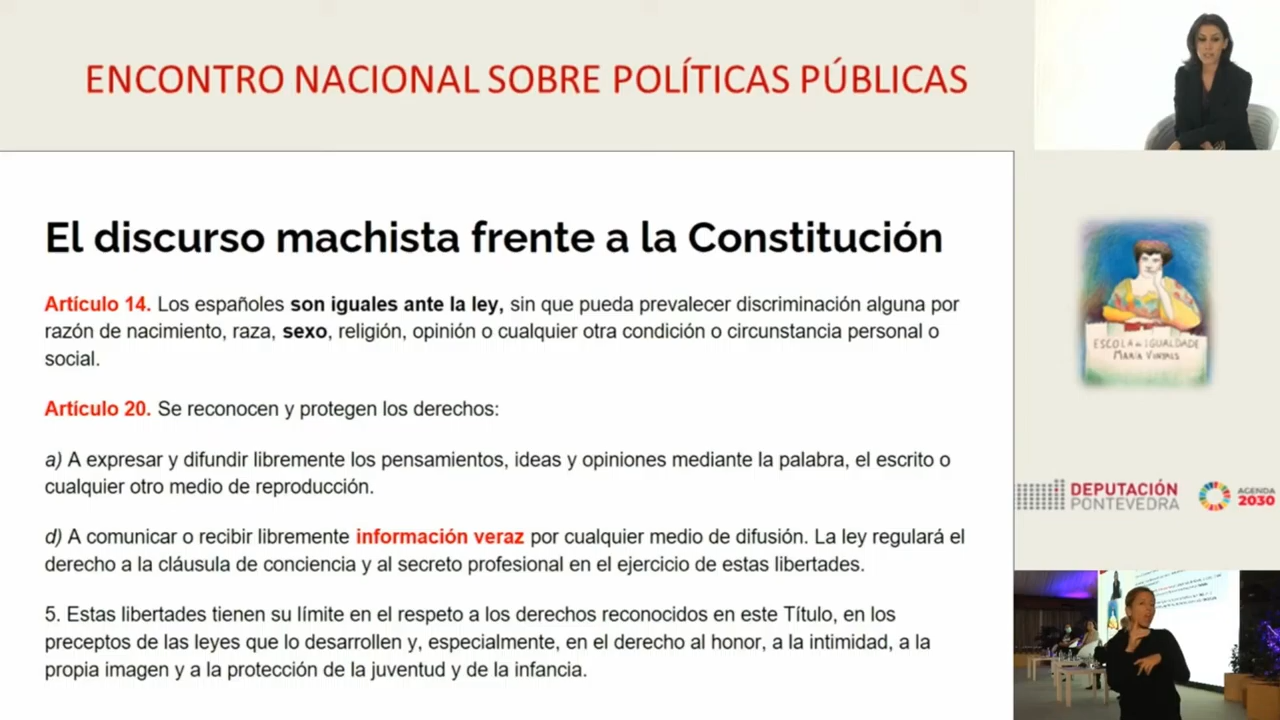 ENCONTRO NACIONAL SOBRE POLÍTICAS PÚBLICAS
El discurso machista frente a la Constitución
Artículo 14. Los españoles son iguales ante la ley, sin que pueda prevalecer discriminación alguna por
razón de nacimiento, raza, sexo, religión, opinión o cualquier otra condición o circunstancia personal o
social.
Artículo 20. Se reconocen y protegen los derechos:
a) A expresar y difundir libremente los pensamientos, ideas y opiniones mediante la palabra, el escrito o
cualquier otro medio de reproducción.
d) A comunicar o recibir libremente información veraz por cualquier medio de difusión. La ley regulará el
derecho a la cláusula de conciencia y al secreto profesional en el ejercicio de estas libertades.
5. Estas libertades tienen su límite en el respeto a los derechos reconocidos en este Título, en los
preceptos de las leyes que lo desarrollen y, especialmente, en el derecho al honor, a la intimidad, a la
propia imagen y a la protección de la juventud y de la infancia.
ESCOLA de IGUALDADE
MARÍA VINYALS
DEPUTACIÓN
PONTEVEDRA
AGENDA
2030